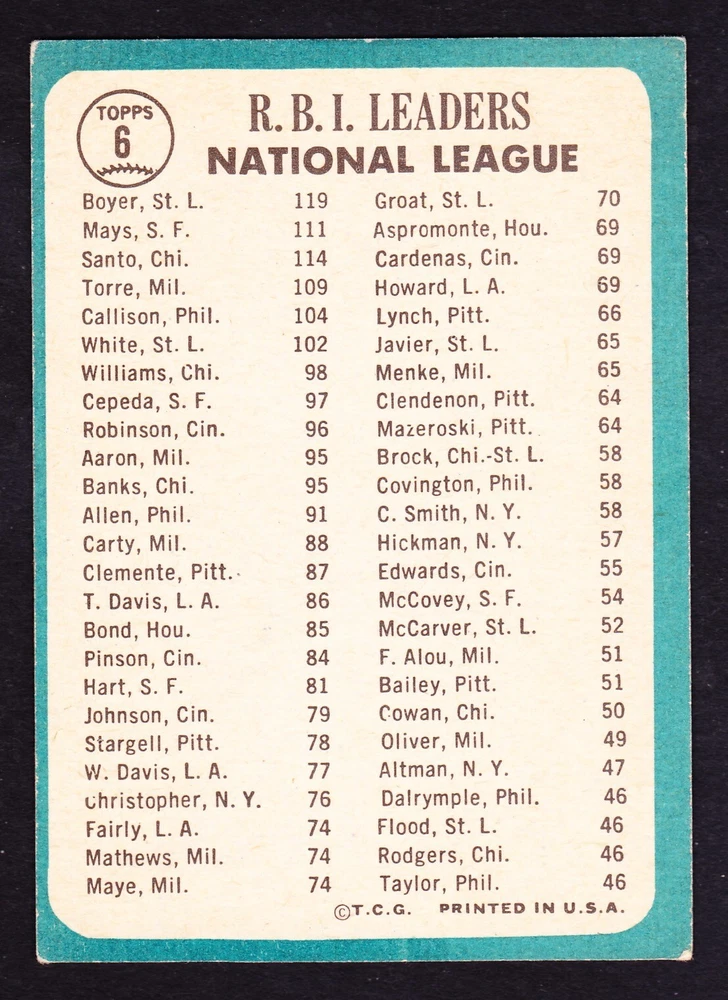 TOPPS
6
R.B.I. LEADERS
NATIONAL LEAGUE
Boyer, St. L. 119
Mays, S. F. 111
Santo, Chi. 114
Torre, Mil. 109
Callison, Phil. 104
White, St. L. 102
Williams, Chi. 98
Cepeda, S. F. 97
Robinson, Cin. 96
Aaron, Mil. 95
Banks, Chi. 95
Allen, Phil. 91
Carty, Mil. 88
Clemente, Pitt. 87
T. Davis, L. A. 86
Bond, Hou. 85
Pinson, Cin. 84
Hart, S. F. 81
Johnson, Cin. 79
Stargell, Pitt. 78
W. Davis, L. A. 77
Christopher, N. Y. 76
Fairly, L. A. 74
Mathews, Mil. 74
Maye, Mil. 74
Groat, St. L. 70
Aspromonte, Hou. 69
Cardenas, Cin. 69
Howard, L. A. 69
Lynch, Pitt. 66
Javier, St. L. 65
Menke, Mil. 65
Clendenon, Pitt. 64
Mazeroski, Pitt. 64
Brock, Chi.-St. L. 58
Covington, Phil. 58
C. Smith, N. Y. 58
Hickman, N. Y. 57
Edwards, Cin. 55
McCovey, S. F. 54
McCarver, St. L. 52
F. Alou, Mil. 51
Bailey, Pitt. 51
Cowan, Chi. 50
Oliver, Mil. 49
Altman, N. Y. 47
Dalrymple, Phil. 46
Flood, St. L. 46
Rodgers, Chi. 46
Taylor, Phil. 46
©T.C.G. PRINTED IN U.S.A.